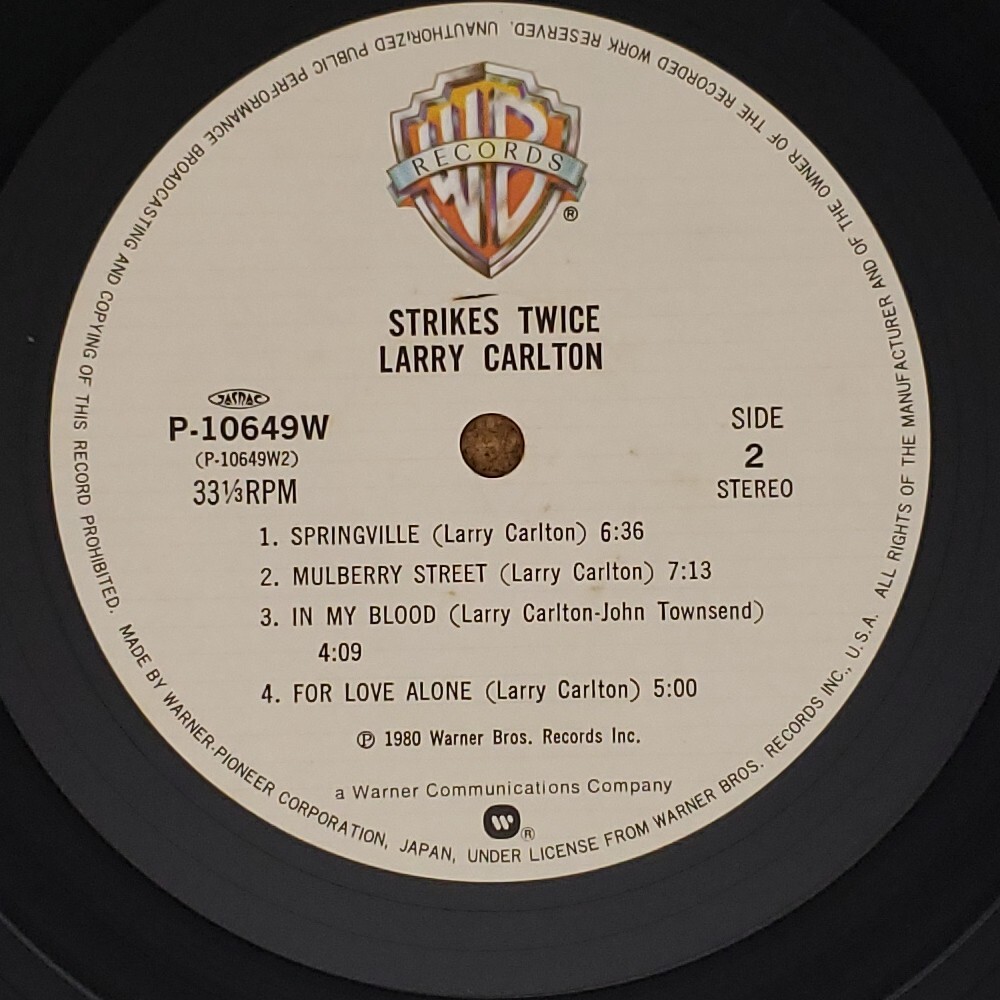 WB
RECORDS
®
STRIKES TWICE
LARRY CARLTON
JASRAC
P-10649W
(P-10649W2)
33⅓RPM
SIDE
2
STEREO
1. SPRINGVILLE (Larry Carlton) 6:36
2. MULBERRY STREET (Larry Carlton) 7:13
3. IN MY BLOOD (Larry Carlton-John Townsend)
4:09
4. FOR LOVE ALONE (Larry Carlton) 5:00
Ⓟ 1980 Warner Bros. Records Inc.
a Warner Communications Company
®
MADE BY WARNER-PIONEER CORPORATION, JAPAN, UNDER LICENSE FROM WARNER BROS. RECORDS INC., U.S.A. ALL RIGHTS OF THE MANUFACTURER AND OF THE OWNER OF THE RECORDED WORK RESERVED. UNAUTHORIZED PUBLIC PERFORMANCE BROADCASTING AND COPYING OF THIS RECORD PROHIBITED.